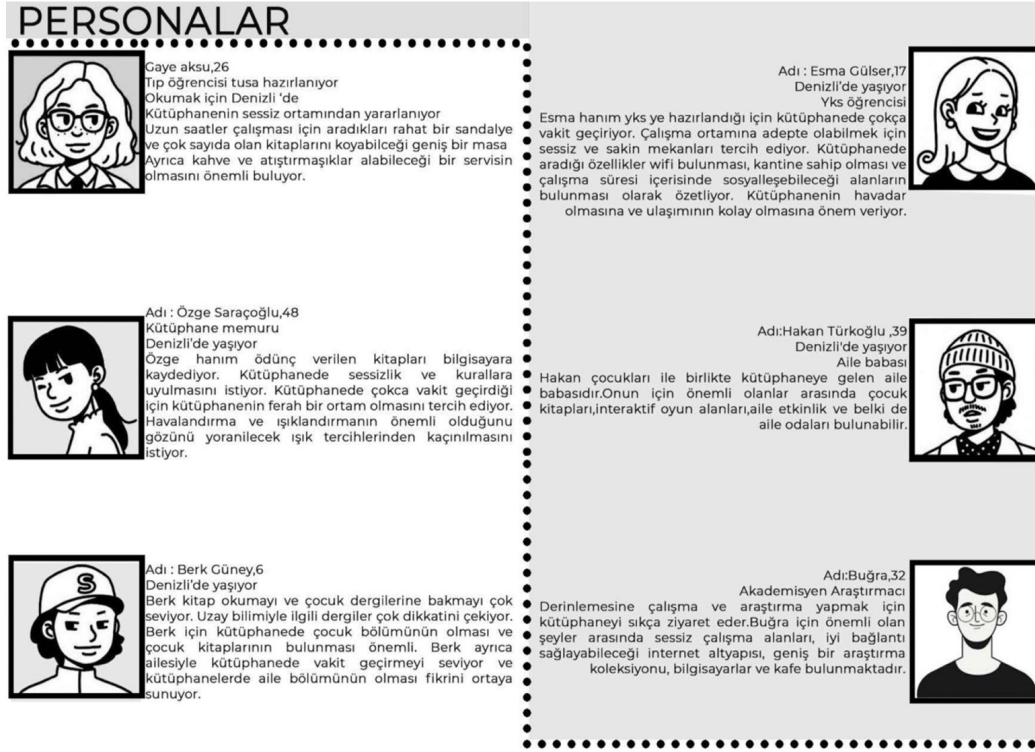 PERSONALAR
Gaye aksu,26
Tıp öğrencisi tusa hazırlanıyor
Okumak için Denizli ‘de
Kütüphanenin sessiz ortamından yararlanıyor
Uzun saatler çalışması için aradıkları rahat bir sandalye
ve çok sayıda olan kitaplarını koyabilceği geniş bir masa
Ayrıca kahve ve atıştırmaşıklar alabileceği bir servisin
olmasını önemli buluyor.
Adı : Özge Saraçoğlu,48
Kütüphane memuru
Denizli’de yaşıyor
Özge hanım ödünç verilen kitapları bilgisayara
kaydediyor. Kütüphanede sessizlik ve kurallara
uyulmasını istiyor. Kütüphanede çokca vakit geçirdiği
için kütüphanenin ferah bir ortam olmasını tercih ediyor.
Havalandırma ve ışıklandırmanın önemli olduğunu
gözünü yoranilecek ışık tercihlerinden kaçınılmasını
istiyor.
Adı : Berk Güney,6
Denizli’de yaşıyor
Berk kitap okumayı ve çocuk dergilerine bakmayı çok
seviyor. Uzay bilimiyle ilgili dergiler çok dikkatini çekiyor.
Berk için kütüphanede çocuk bölümünün olması ve
çocuk kitaplarının bulunması önemli. Berk ayrıca
ailesiyle kütüphanede vakit geçirmeyi seviyor ve
kütüphanelerde aile bölümünün olması fikrini ortaya
sunuyor.
S
Adı : Esma Gülser,17
Denizli’de yaşıyor
Yks öğrencisi
Esma hanım yks ye hazırlandığı için kütüphanede çokça
vakit geçiriyor. Çalışma ortamına adepte olabilmek için
sessiz ve sakin mekanları tercih ediyor. Kütüphanede
aradığı özellikler wifi bulunması, kantine sahip olması ve
çalışma süresi içerisinde sosyalleşebileceği alanların
bulunması olarak özetliyor. Kütüphanenin havadar
olmasına ve ulaşımının kolay olmasına önem veriyor.
Adı:Hakan Türkoğlu ,39
Denizli'de yaşıyor
Aile babası
Hakan çocukları ile birlikte kütüphaneye gelen aile
babasıdır.Onun için önemli olanlar arasında çocuk
kitapları,interaktif oyun alanları,aile etkinlik ve belki de
aile odaları bulunabilir.
Adı:Buğra,32
Akademisyen Araştırmacı
Derinlemesine çalışma ve araştırma yapmak için
kütüphaneyi sıkça ziyaret eder.Buğra için önemli olan
şeyler arasında sessiz çalışma alanları, iyi bağlantı
sağlayabileceği internet altyapısı, geniş bir araştırma
koleksiyonu, bilgisayarlar ve kafe bulunmaktadır.